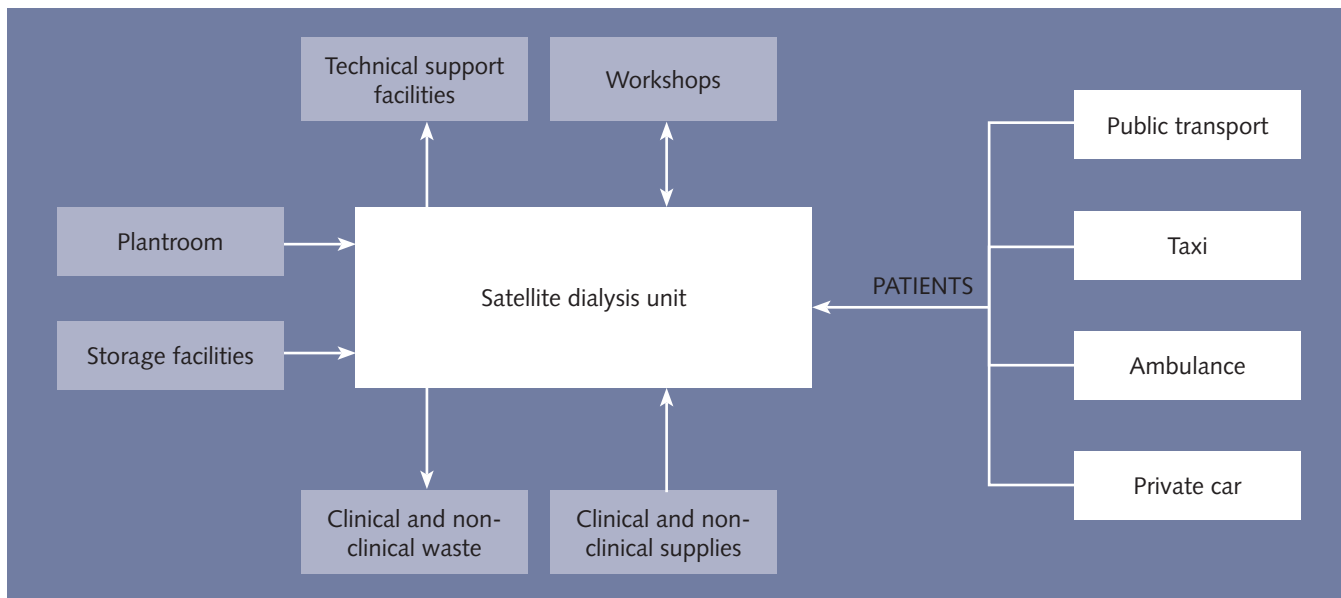 Technical support
facilities
Workshops
Public transport
Plantroom
Taxi
PATIENTS
Satellite dialysis unit
Storage facilities
Ambulance
Private car
Clinical and non-
clinical waste
Clinical and non-
clinical supplies